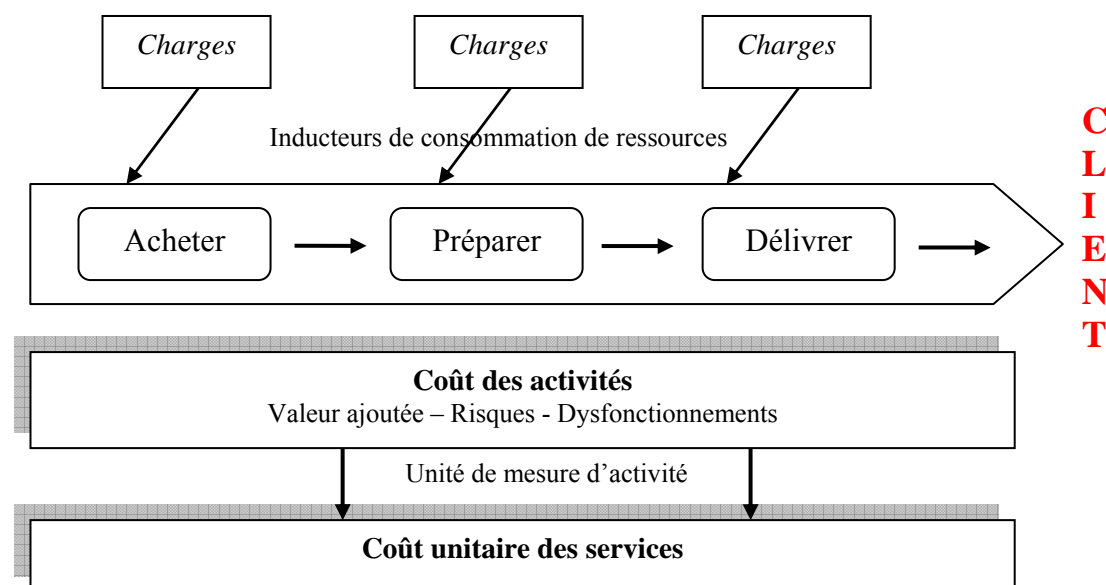 Charges
Charges
Charges
Inducteurs de consommation de ressources
Acheter
Préparer
Délivrer
CLIENT
Coût des activités
Valeur ajoutée – Risques - Dysfonctionnements
Unité de mesure d’activité
Coût unitaire des services